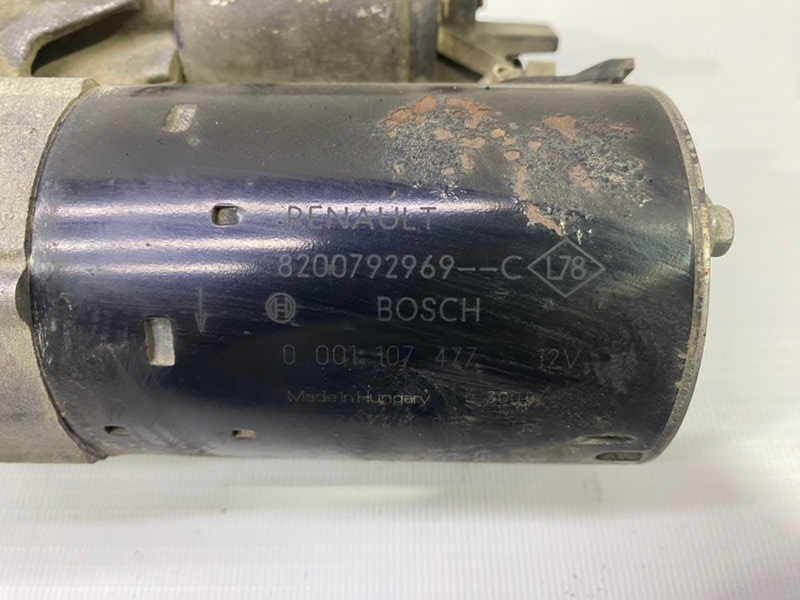 RENAULT
8200792969--C L78
BOSCH
0 001 107 477 12V
Made in Hungary